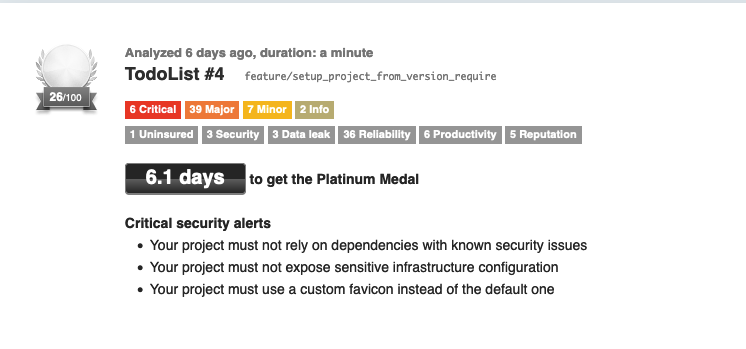 Analyzed 6 days ago, duration: a minute
TodoList #4 feature/setup_project_from_version_require
26/100
6 Critical 39 Major 7 Minor 2 Info
1 Uninsured 3 Security 3 Data leak 36 Reliability 6 Productivity 5 Reputation
6.1 days to get the Platinum Medal
Critical security alerts
• Your project must not rely on dependencies with known security issues
• Your project must not expose sensitive infrastructure configuration
• Your project must use a custom favicon instead of the default one